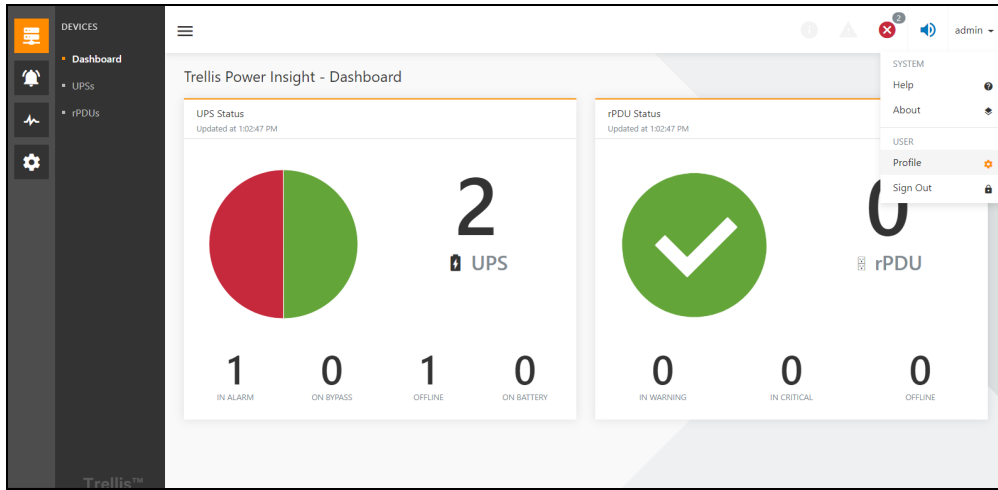 DEVICES
Dashboard
UPSs
rPDUs
Trellis™
2
admin
SYSTEM
Help
About
USER
Profile
Sign Out
Trellis Power Insight - Dashboard
UPS Status
Updated at 1:02:47 PM
2
UPS
1
IN ALARM
0
ON BYPASS
1
OFFLINE
0
ON BATTERY
rPDU Status
Updated at 1:02:47 PM
0
rPDU
0
IN WARNING
0
IN CRITICAL
0
OFFLINE